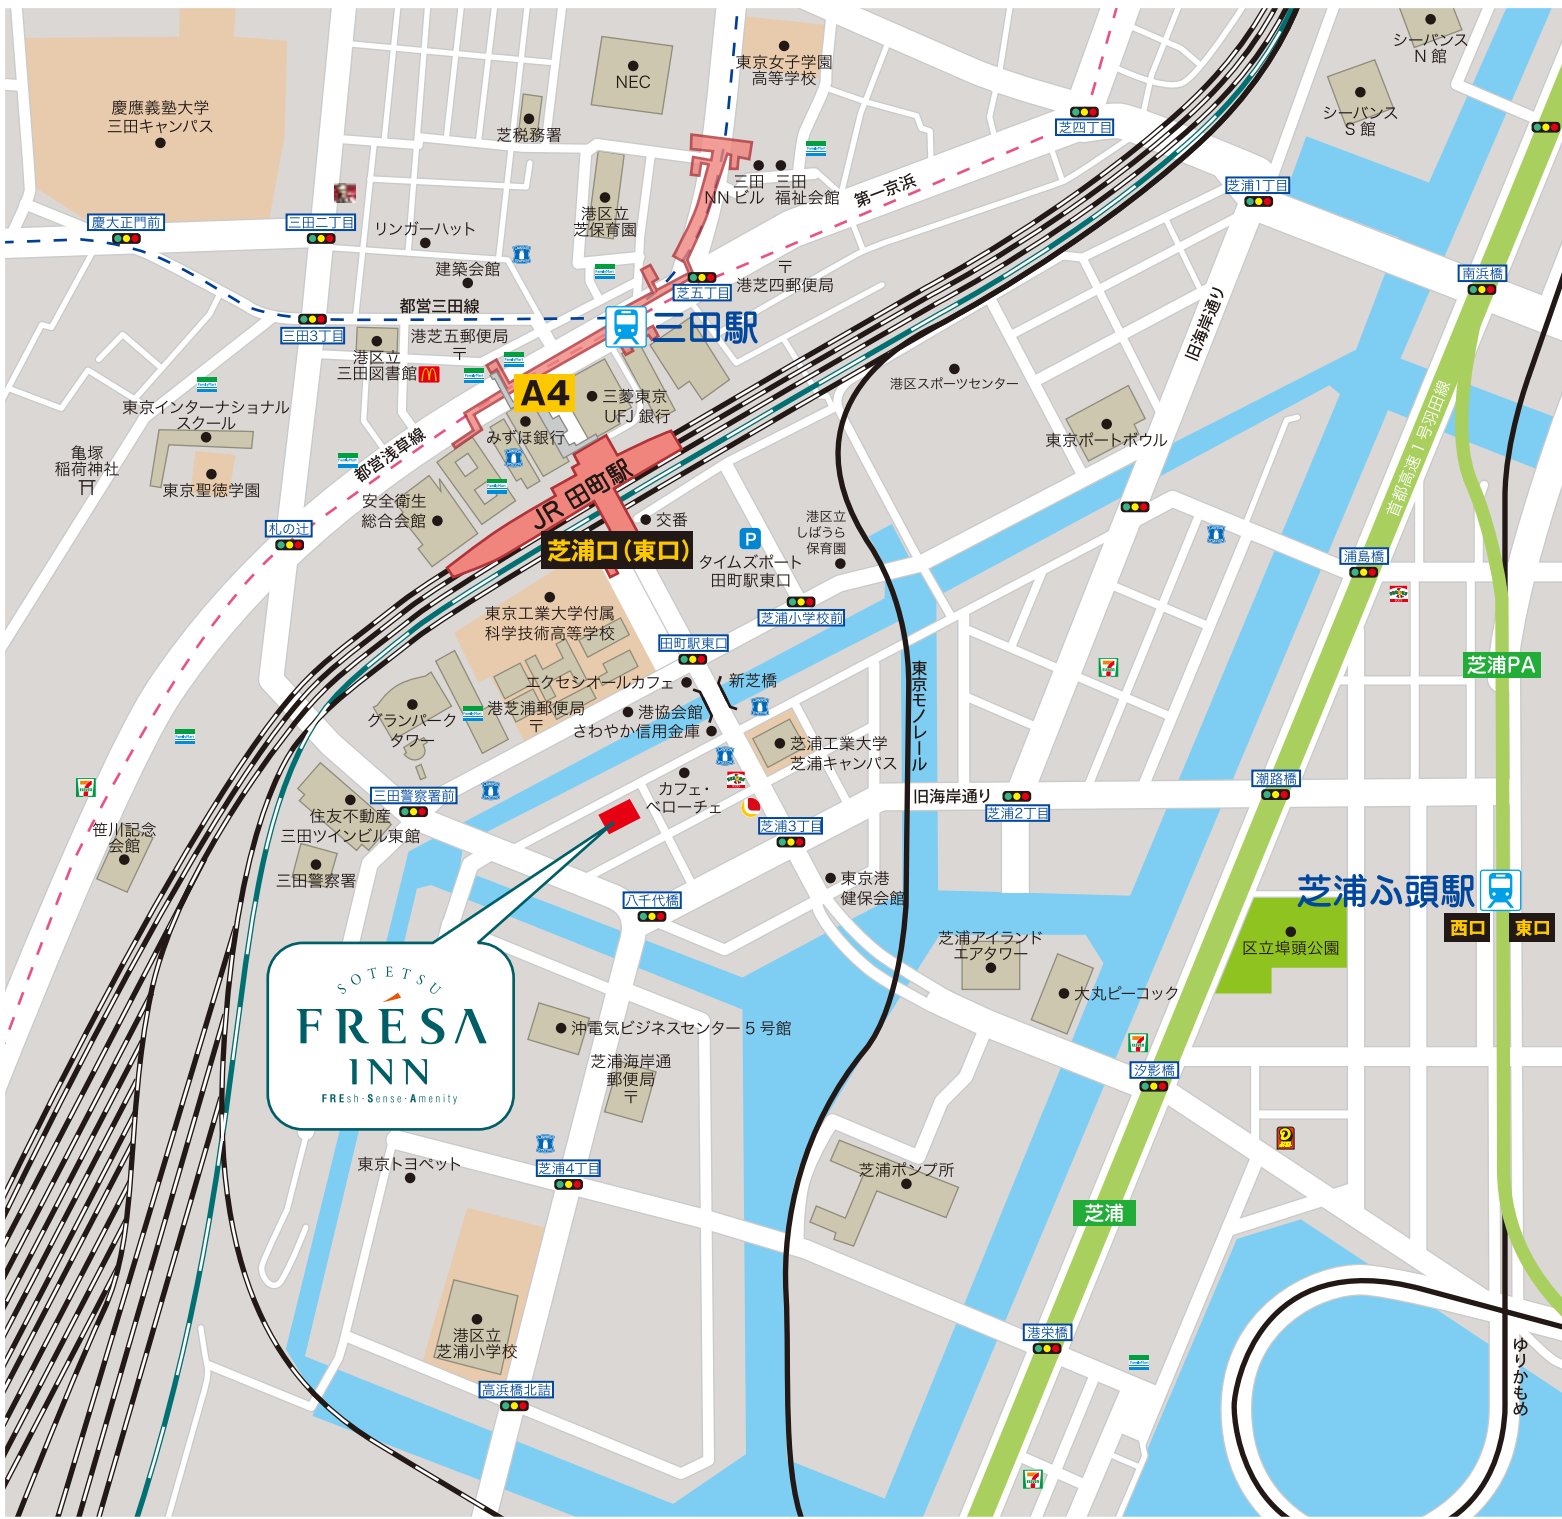 シーバンス
N 館
NEC
東京女子学園
高等学校
シーバンス
S 館
慶應義塾大学
三田キャンパス
芝税務署
芝四丁目
三田
NN ビル
三田
福祉会館
第一京浜
芝浦1丁目
慶大正門前
三田二丁目
リンガーハット
港区立
芝保育園
建築会館
〒
港芝四郵便局
南浜橋
芝五丁目
都営三田線
三田駅
三田3丁目
港芝五郵便局
〒
旧海岸通り
港区立
三田図書館
A4
三菱東京
UFJ 銀行
港区スポーツセンター
首都高速 1 号羽田線
東京インターナショナル
スクール
みずほ銀行
東京ポートボウル
都営浅草線
亀塚
稲荷神社
東京聖徳学園
JR 田町駅
安全衛生
総合会館
札の辻
交番
港区立
しばうら
保育園
芝浦口（東口）
P
タイムズポート
田町駅東口
浦島橋
東京工業大学付属
科学技術高等学校
芝浦小学校前
田町駅東口
芝浦PA
東京モノレール
エクセシオールカフェ
新芝橋
グランパーク
タワー
港芝浦郵便局
〒
港協会館
さわやか信用金庫
芝浦工業大学
芝浦キャンパス
潮路橋
カフェ・
ベローチェ
三田警察署前
旧海岸通り
芝浦2丁目
住友不動産
三田ツインビル東館
芝浦3丁目
笹川記念
会館
三田警察署
東京港
健保会館
八千代橋
芝浦ふ頭駅
西口
東口
芝浦アイランド
エアタワー
区立埠頭公園
大丸ピーコック
SOTETSU
FRESA
INN
FREsh・Sense・Amenity
沖電気ビジネスセンター 5 号館
芝浦海岸通
郵便局
〒
汐影橋
東京トヨペット
芝浦4丁目
芝浦ポンプ所
芝浦
港区立
芝浦小学校
港栄橋
ゆりかもめ
高浜橋北詰